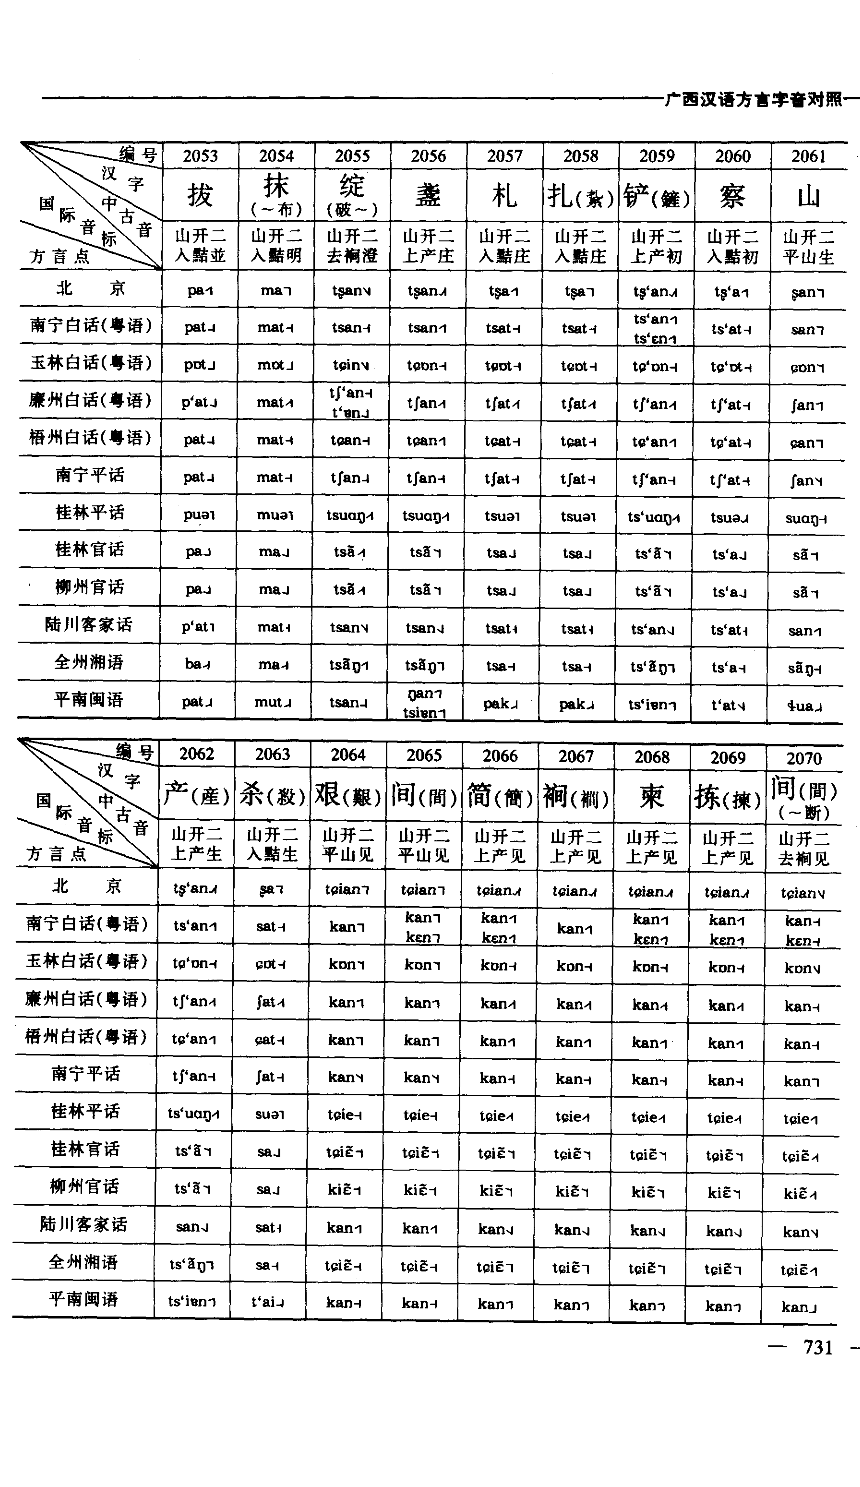 广西汉语方言字音对照
编号 2053 2054 2055 2056 2057 2058 2059 2060 2061
汉字 拔 抹(～布) 绽(破～) 盏 札 扎(紮) 铲(鏟) 察 山
国际音标 中古音 山开二 山开二 山开二 山开二 山开二 山开二 山开二 山开二 山开二
方言点 入黠並 入黠明 去裥澄 上产庄 入黠庄 入黠庄 上产初 入黠初 平山生
北京 pa maㄱ tʂan tʂan tʂa tʂaㄱ tʂʻan tʂʻa ʂanㄱ
南宁白话(粤语) pat mat tsan tsan tsat tsat tsʻan tsʻɛn tsʻat san
玉林白话(粤语) pɒt mɒt tɕin tɕɒn tɕɒt tɕɒt tɕʻɒn tɕʻɒt ɕɒn
廉州白话(粤语) pʻat mat tʃʻan tʻɐn tʃan tʃat tʃat tʃʻan tʃʻat ʃan
梧州白话(粤语) pat mat tɕan tɕan tɕat tɕat tɕʻan tɕʻat ɕan
南宁平话 pat mat tʃan tʃan tʃat tʃat tʃʻan tʃʻat ʃan
桂林平话 puə muə tsuɑŋ tsuɑŋ tsuə tsuə tsʻuɑŋ tsuə suɑŋ
桂林官话 pa ma tsã tsã tsa tsa tsʻã tsʻa sã
柳州官话 pa ma tsã tsã tsa tsa tsʻã tsʻa sã
陆川客家话 pʻat mat tsan tsan tsat tsat tsʻan tsʻat san
全州湘语 ba ma tsãŋ tsãŋ tsa tsa tsʻãŋ tsʻa sãŋ
平南闽语 pat mut tsan ŋan tsiɐn pak pak tsʻiɐn tʻat ɬua
编号 2062 2063 2064 2065 2066 2067 2068 2069 2070
汉字 产(産) 杀(殺) 艰(艱) 间(間) 简(簡) 裥(襇) 柬 拣(揀) 间(間)(～断)
国际音标 中古音 山开二 山开二 山开二 山开二 山开二 山开二 山开二 山开二 山开二
方言点 上产生 入黠生 平山见 平山见 上产见 上产见 上产见 上产见 去裥见
北京 tʂʻan ʂa tɕian tɕian tɕian tɕian tɕian tɕian tɕian
南宁白话(粤语) tsʻan sat kan kan kɛn kan kɛn kan kan kɛn kan kɛn kan kɛn
玉林白话(粤语) tɕʻɒn ɕɒt kɒn kɒn kɒn kɒn kɒn kɒn kɒn
廉州白话(粤语) tʃʻan ʃat kan kan kan kan kan kan kan
梧州白话(粤语) tɕʻan ɕat kan kan kan kan kan kan kan
南宁平话 tʃʻan ʃat kan kan kan kan kan kan kan
桂林平话 tsʻuɑŋ suə tɕie tɕie tɕie tɕie tɕie tɕie tɕie
桂林官话 tsʻã sa tɕiẽ tɕiẽ tɕiẽ tɕiẽ tɕiẽ tɕiẽ tɕiẽ
柳州官话 tsʻã sa kiẽ kiẽ kiẽ kiẽ kiẽ kiẽ kiẽ
陆川客家话 san sat kan kan kan kan kan kan kan
全州湘语 tsʻãŋ sa tɕiẽ tɕiẽ tɕiẽ tɕiẽ tɕiẽ tɕiẽ tɕiẽ
平南闽语 tsʻiɐn tʻai kan kan kan kan kan kan kan
— 731 —